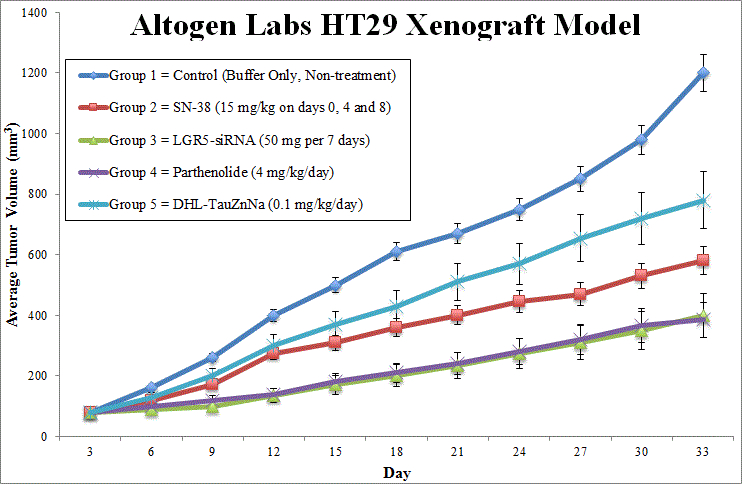 Altogen Labs HT29 Xenograft Model
1400
1200
1000
800
600
400
200
0
Average Tumor Volume (mm³)
Group 1 = Control (Buffer Only, Non-treatment)
Group 2 = SN-38 (15 mg/kg on days 0, 4 and 8)
Group 3 = LGR5-siRNA (50 mg per 7 days)
Group 4 = Parthenolide (4 mg/kg/day)
Group 5 = DHL-TauZnNa (0.1 mg/kg/day)
3 6 9 12 15 18 21 24 27 30 33
Day